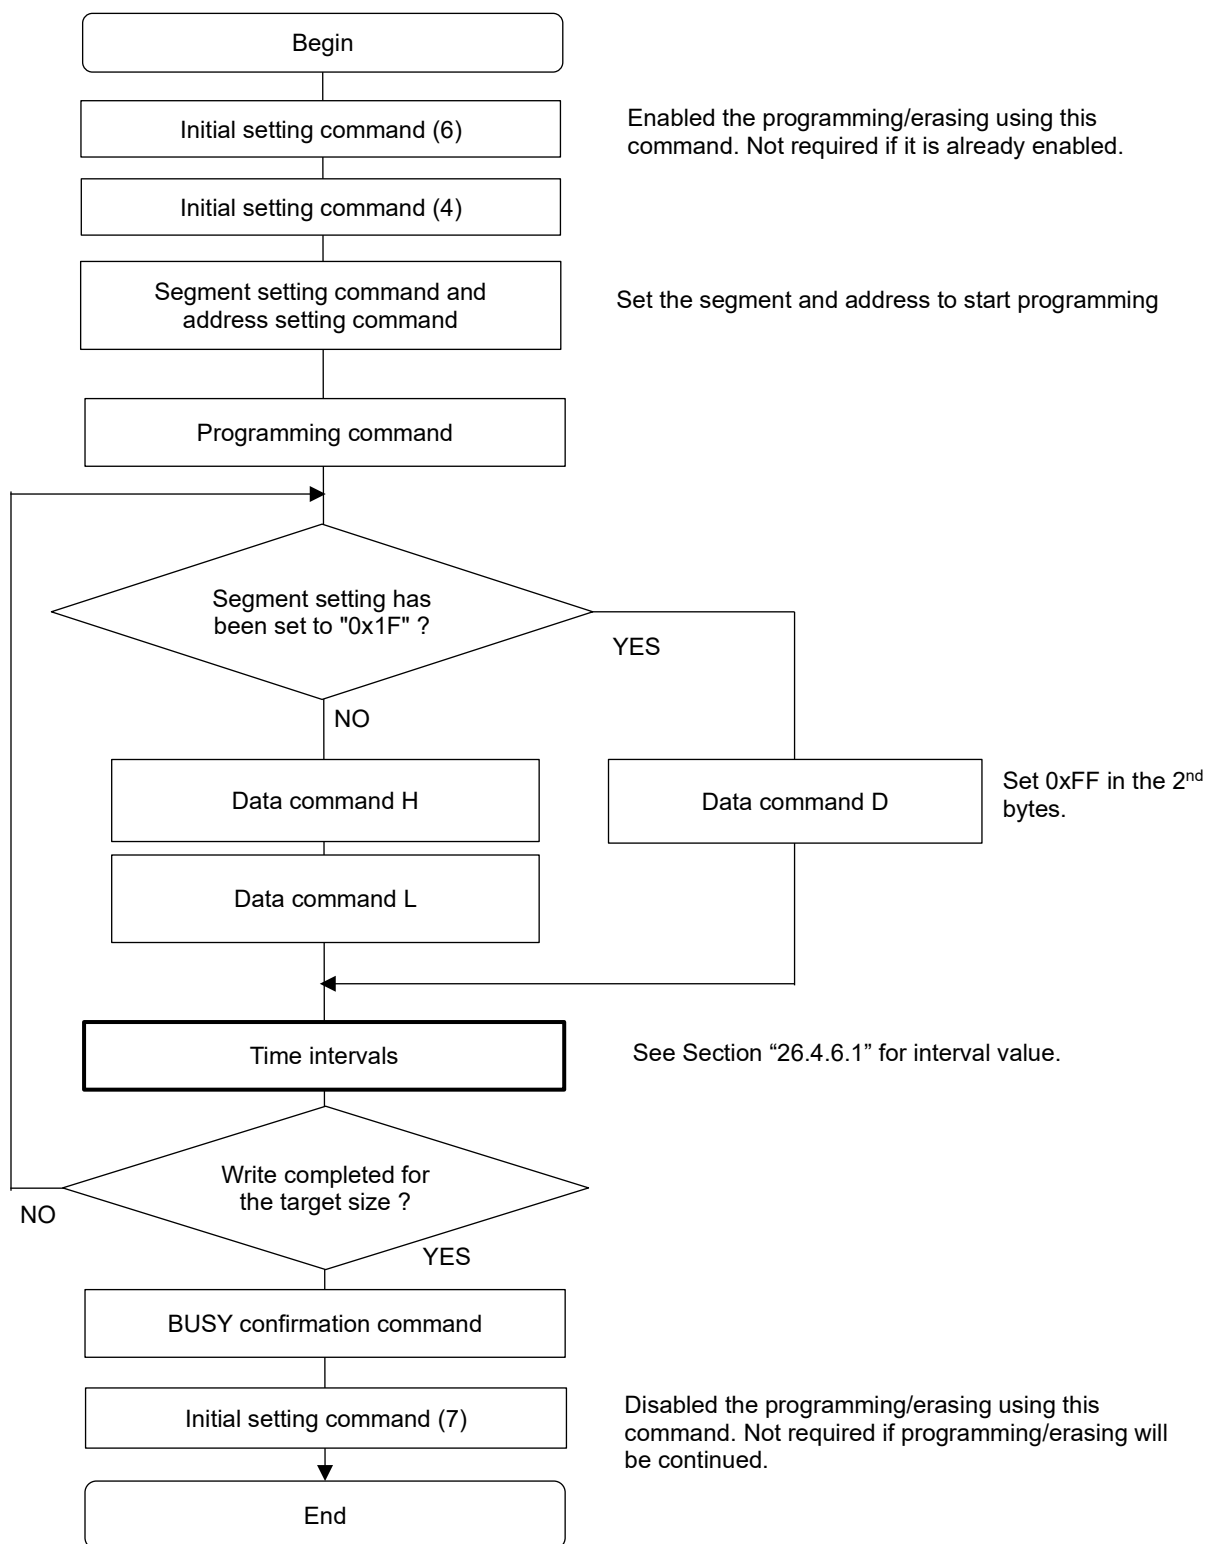 Begin
Initial setting command (6)
Enabled the programming/erasing using this
command. Not required if it is already enabled.
Initial setting command (4)
Segment setting command and
address setting command
Set the segment and address to start programming
Programming command
Segment setting has
been set to "0x1F" ?
YES
NO
Data command H
Data command D
Set 0xFF in the 2nd
bytes.
Data command L
Time intervals
See Section “26.4.6.1” for interval value.
Write completed for
the target size ?
NO
YES
BUSY confirmation command
Initial setting command (7)
Disabled the programming/erasing using this
command. Not required if programming/erasing will
be continued.
End